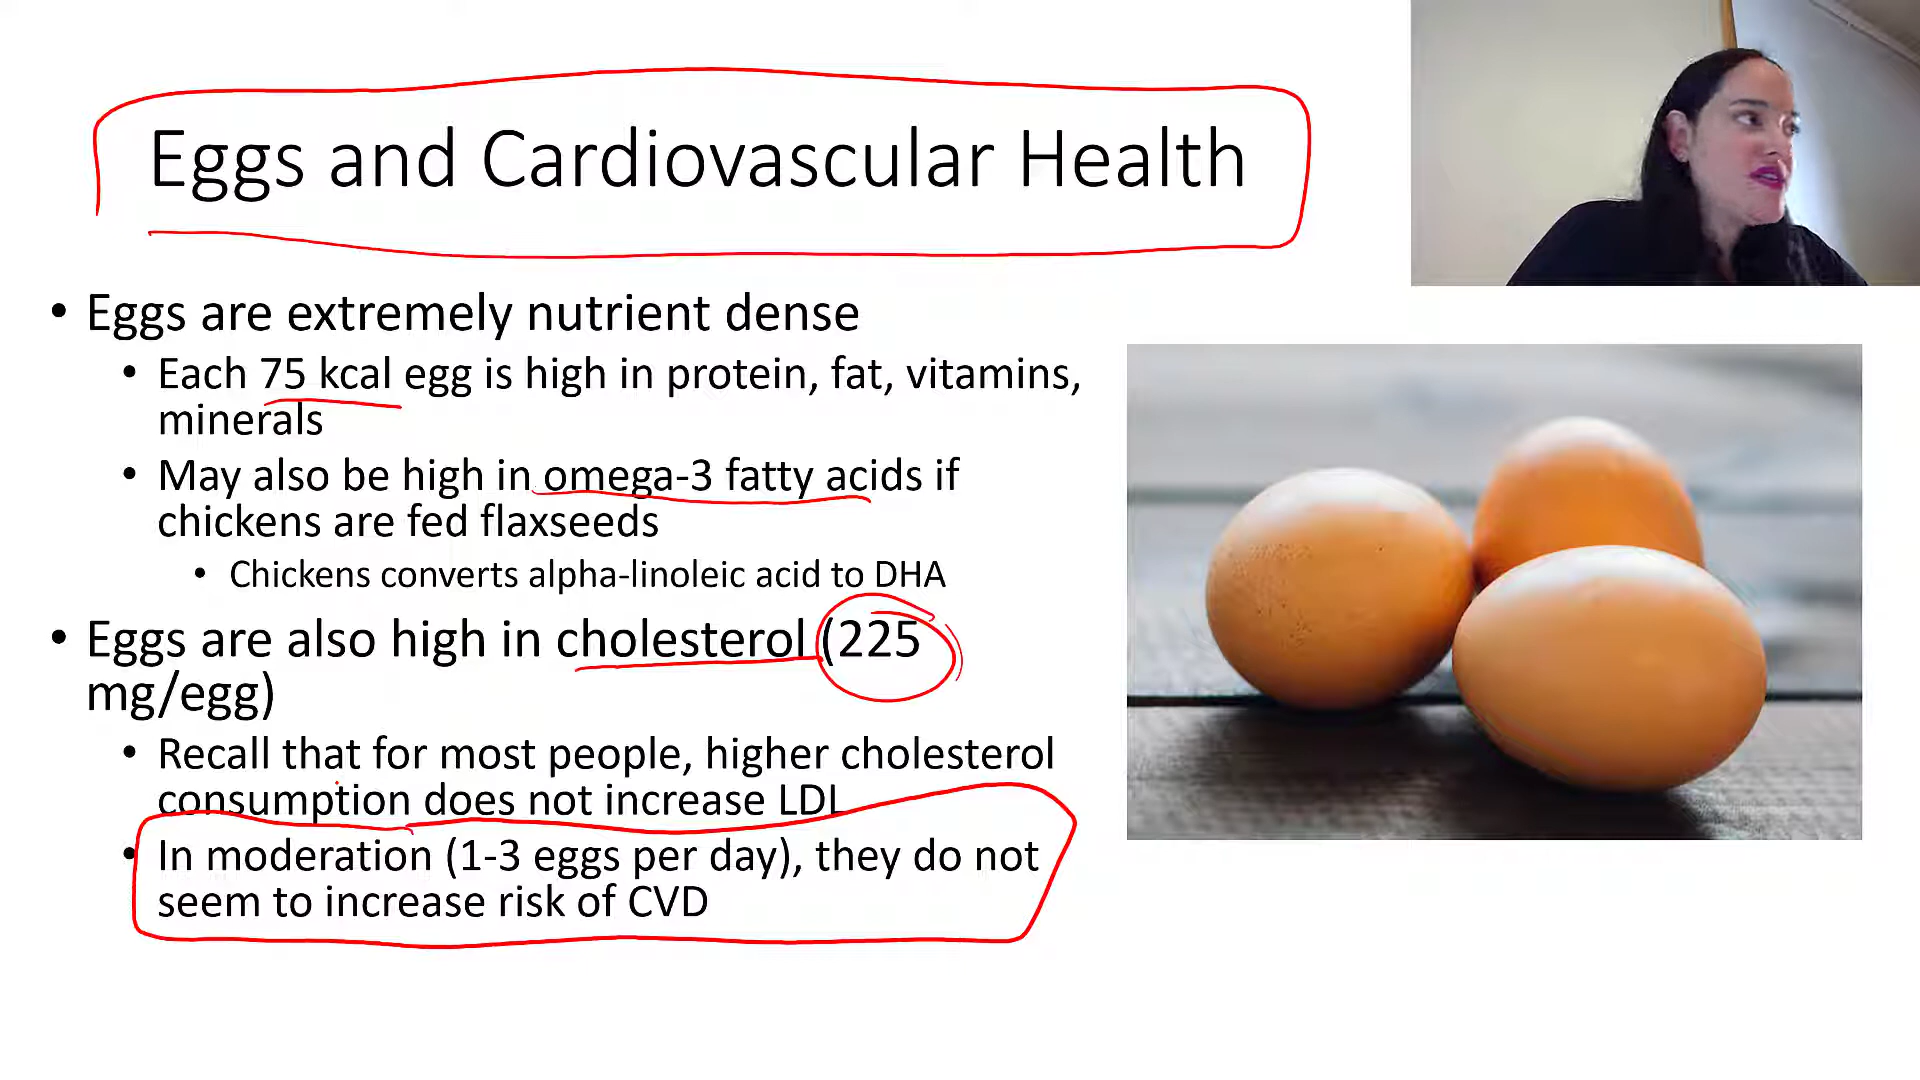 Eggs and Cardiovascular Health
• Eggs are extremely nutrient dense
• Each 75 kcal egg is high in protein, fat, vitamins,
minerals
• May also be high in omega-3 fatty acids if
chickens are fed flaxseeds
• Chickens converts alpha-linoleic acid to DHA
• Eggs are also high in cholesterol (225
mg/egg)
• Recall that for most people, higher cholesterol
consumption does not increase LDL
• In moderation (1-3 eggs per day), they do not
seem to increase risk of CVD